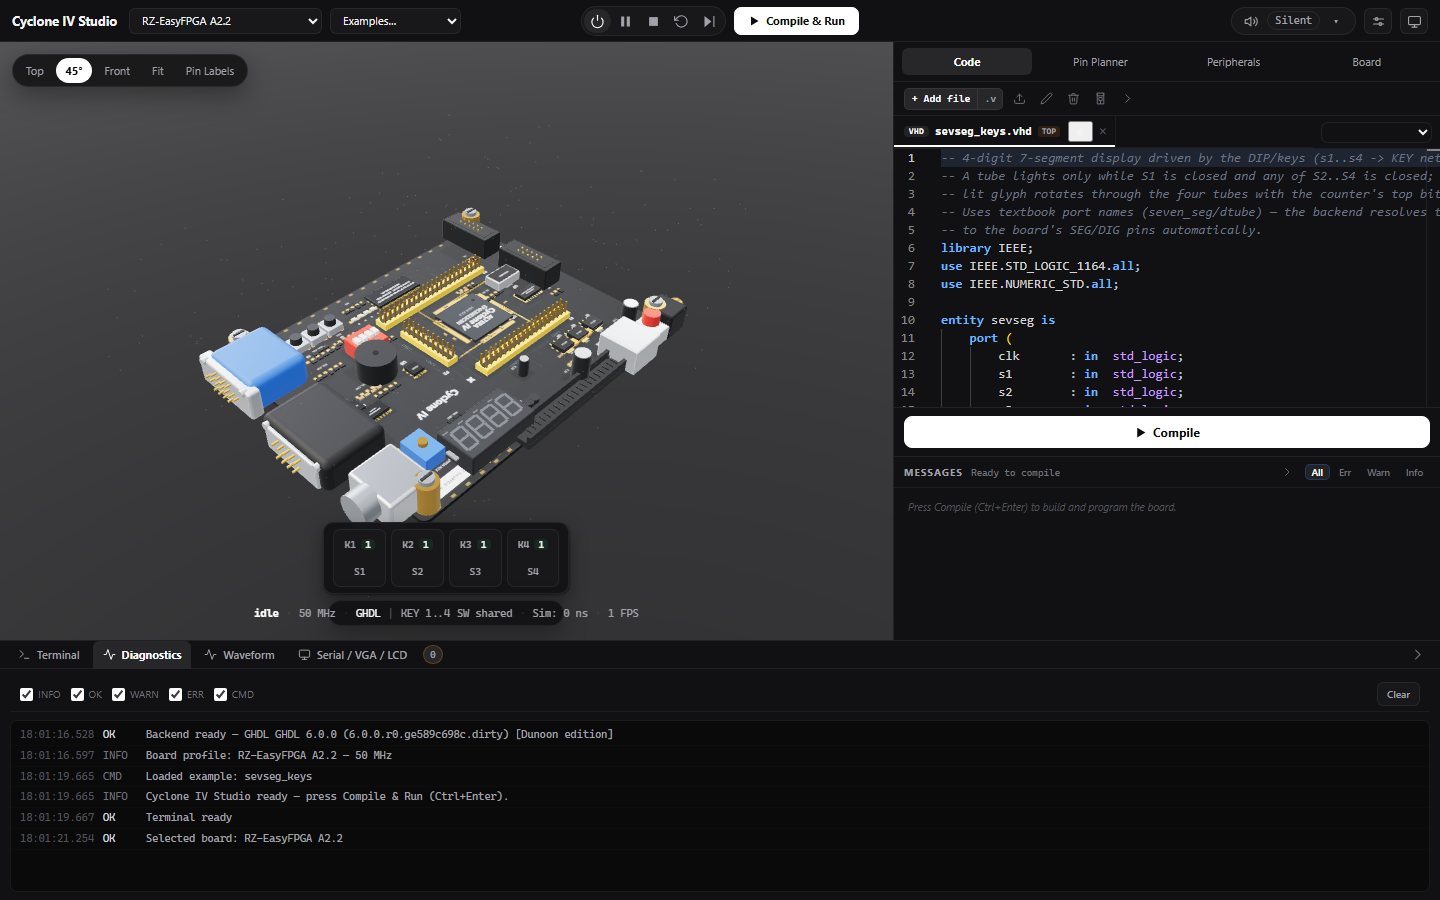 Cyclone IV Studio
RZ-EasyFPGA A2.2
Examples...
Compile & Run
Silent
Top
45°
Front
Fit
Pin Labels
Code
Pin Planner
Peripherals
Board
+ Add file
.v
VHD
sevseg_keys.vhd
TOP
×
1 -- 4-digit 7-segment display driven by the DIP/keys (s1..s4 -> KEY net
2 -- A tube lights only while S1 is closed and any of S2..S4 is closed;
3 -- lit glyph rotates through the four tubes with the counter's top bit
4 -- Uses textbook port names (seven_seg/dtube) — the backend resolves t
5 -- to the board's SEG/DIG pins automatically.
6 library IEEE;
7 use IEEE.STD_LOGIC_1164.all;
8 use IEEE.NUMERIC_STD.all;
9
10 entity sevseg is
11 port (
12 clk : in std_logic;
13 s1 : in std_logic;
14 s2 : in std_logic;
Cyclone IV
Compile
MESSAGES
Ready to compile
All
Err
Warn
Info
Press Compile (Ctrl+Enter) to build and program the board.
K1 1
K2 1
K3 1
K4 1
S1
S2
S3
S4
idle · 50 MHz · GHDL | KEY 1..4 SW shared · Sim: 0 ns · 1 FPS
Terminal
Diagnostics
Waveform
Serial / VGA / LCD
0
INFO
OK
WARN
ERR
CMD
Clear
18:01:16.528 OK Backend ready — GHDL GHDL 6.0.0 (6.0.0.r0.ge589c698c.dirty) [Dunoon edition]
18:01:16.597 INFO Board profile: RZ-EasyFPGA A2.2 — 50 MHz
18:01:19.665 CMD Loaded example: sevseg_keys
18:01:19.665 INFO Cyclone IV Studio ready — press Compile & Run (Ctrl+Enter).
18:01:19.667 OK Terminal ready
18:01:21.254 OK Selected board: RZ-EasyFPGA A2.2